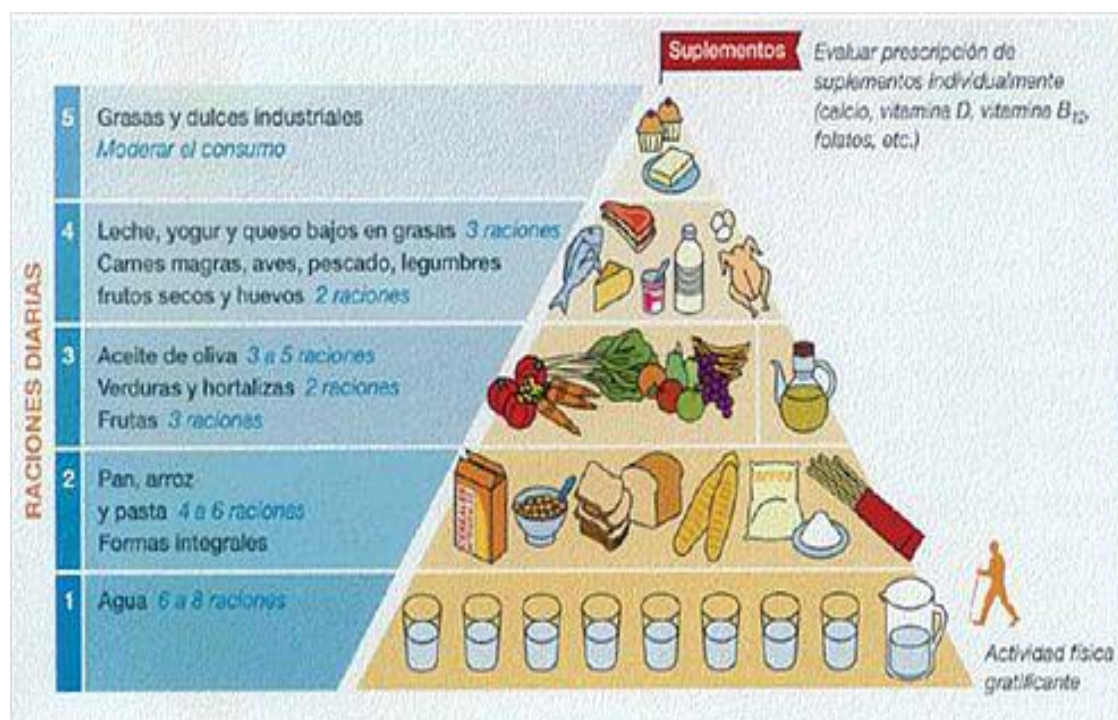 Suplementos
Evaluar prescripción de
suplementos individualmente
(calcio, vitamina D, vitamina B12,
folatos, etc.)
RACIONES DIARIAS
5
Grasas y dulces industriales
Moderar el consumo
4
Leche, yogur y queso bajos en grasas 3 raciones
Carnes magras, aves, pescado, legumbres
frutos secos y huevos 2 raciones
3
Aceite de oliva 3 a 5 raciones
Verduras y hortalizas 2 raciones
Frutas 3 raciones
2
Pan, arroz
y pasta 4 a 6 raciones
Formas integrales
CEREALES
arroz
1
Agua 6 a 8 raciones
Actividad física
gratificante